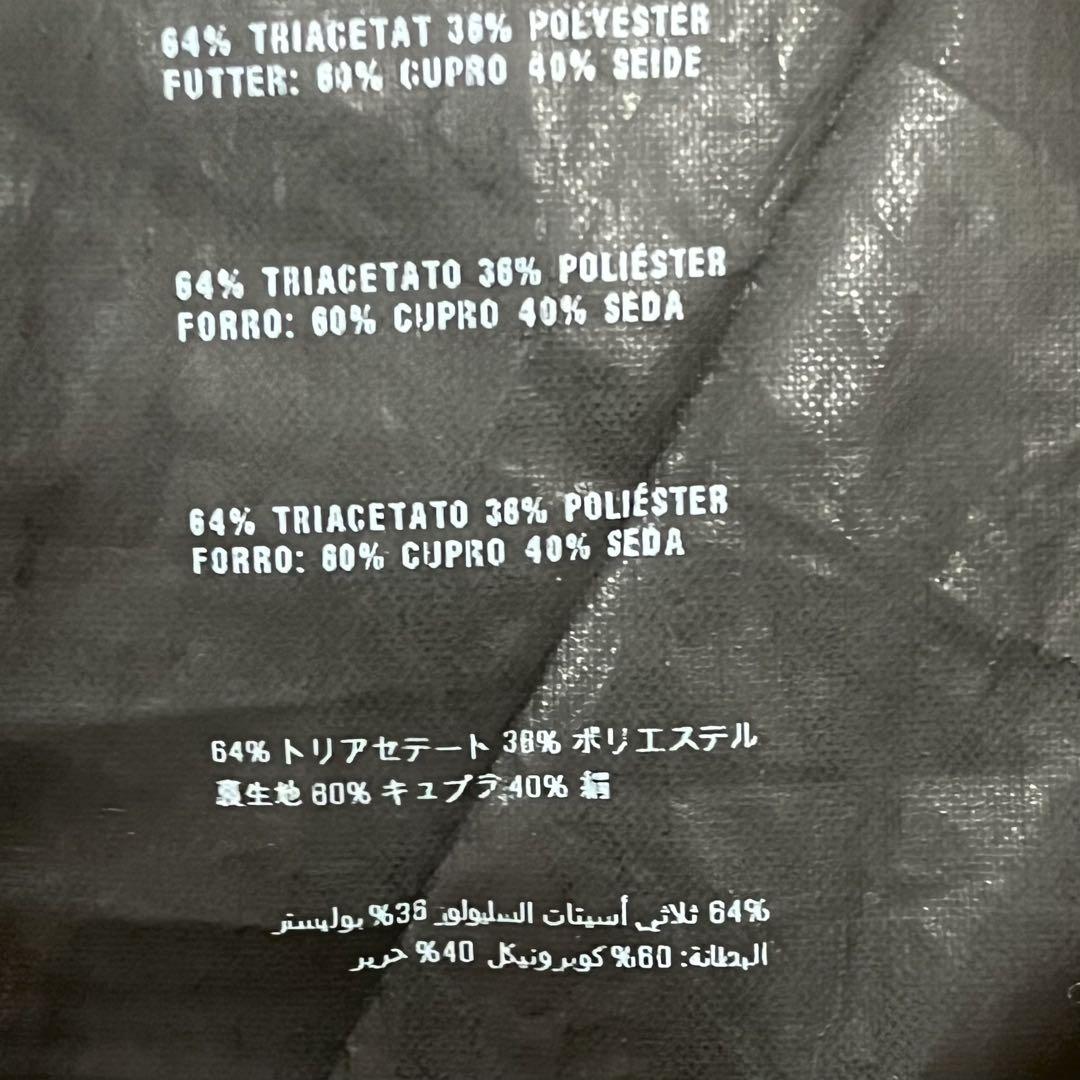 64% TRIACETAT 36% POLYESTER
FUTTER: 60% CUPRO 40% SEIDE
64% TRIACETATO 36% POLIÉSTER
FORRO: 60% CUPRO 40% SEDA
64% TRIACETATO 36% POLIÉSTER
FORRO: 60% CUPRO 40% SEDA
64% トリアセテート 36% ポリエステル
裏生地 60% キュプラ 40% 絹
64% ثلاثي أسيتات السليولوز 36% بوليستر
البطانة: 60% كوبرونيكل 40% حرير